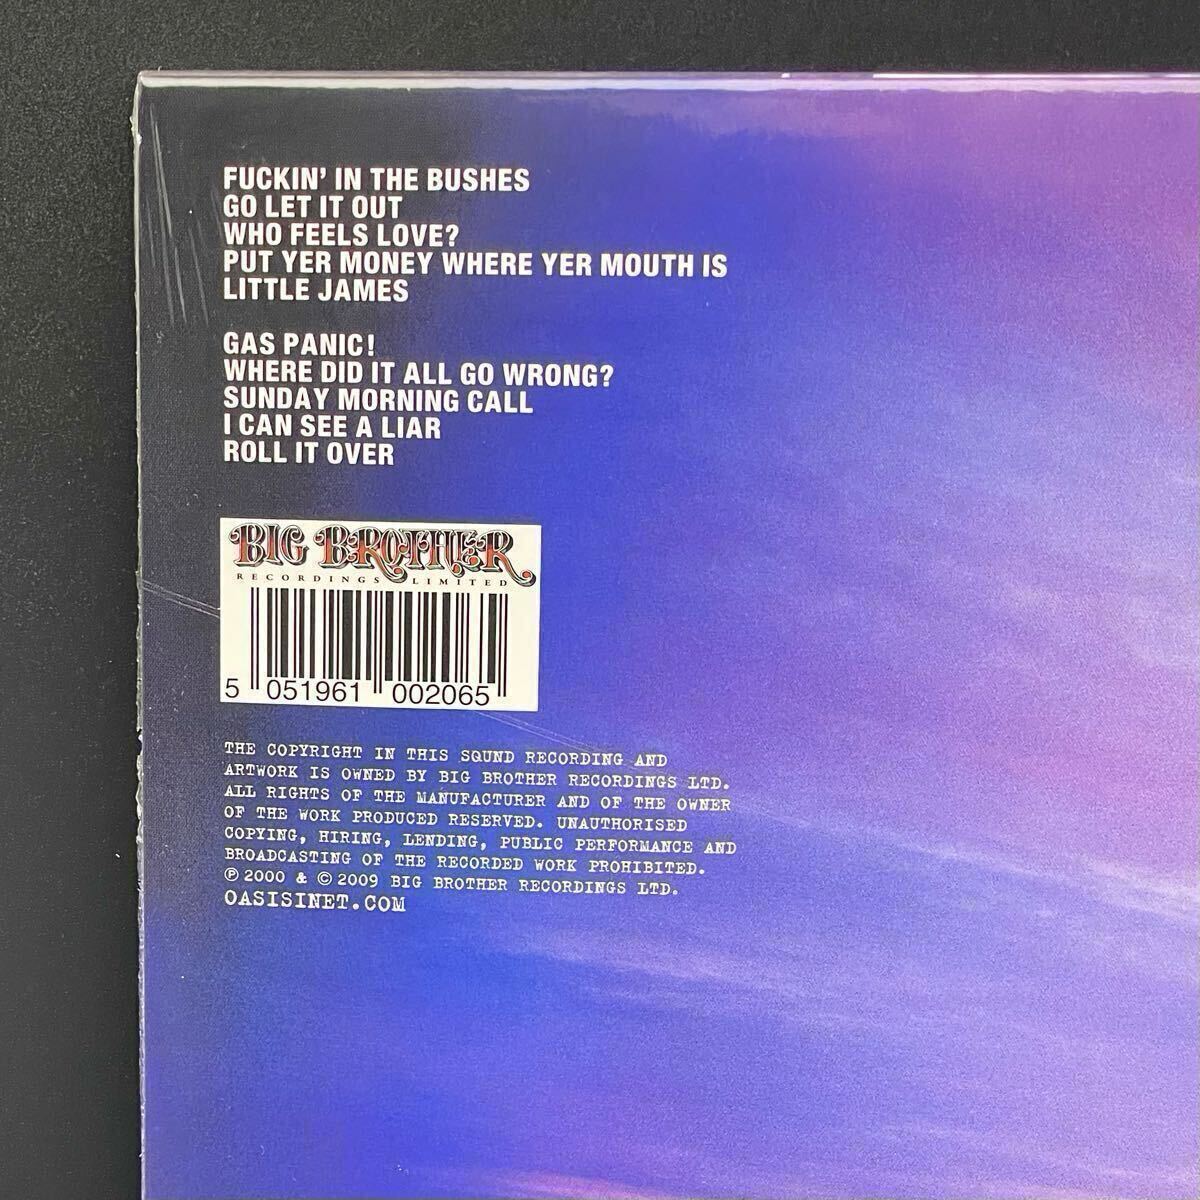 FUCKIN' IN THE BUSHES
GO LET IT OUT
WHO FEELS LOVE?
PUT YER MONEY WHERE YER MOUTH IS
LITTLE JAMES
GAS PANIC!
WHERE DID IT ALL GO WRONG?
SUNDAY MORNING CALL
I CAN SEE A LIAR
ROLL IT OVER
BIG BROTHER
RECORDINGS LIMITED
5 051961 002065
THE COPYRIGHT IN THIS SOUND RECORDING AND
ARTWORK IS OWNED BY BIG BROTHER RECORDINGS LTD.
ALL RIGHTS OF THE MANUFACTURER AND OF THE OWNER
OF THE WORK PRODUCED RESERVED. UNAUTHORISED
COPYING, HIRING, LENDING, PUBLIC PERFORMANCE AND
BROADCASTING OF THE RECORDED WORK PROHIBITED.
℗ 2000 & © 2009 BIG BROTHER RECORDINGS LTD.
OASISINET.COM